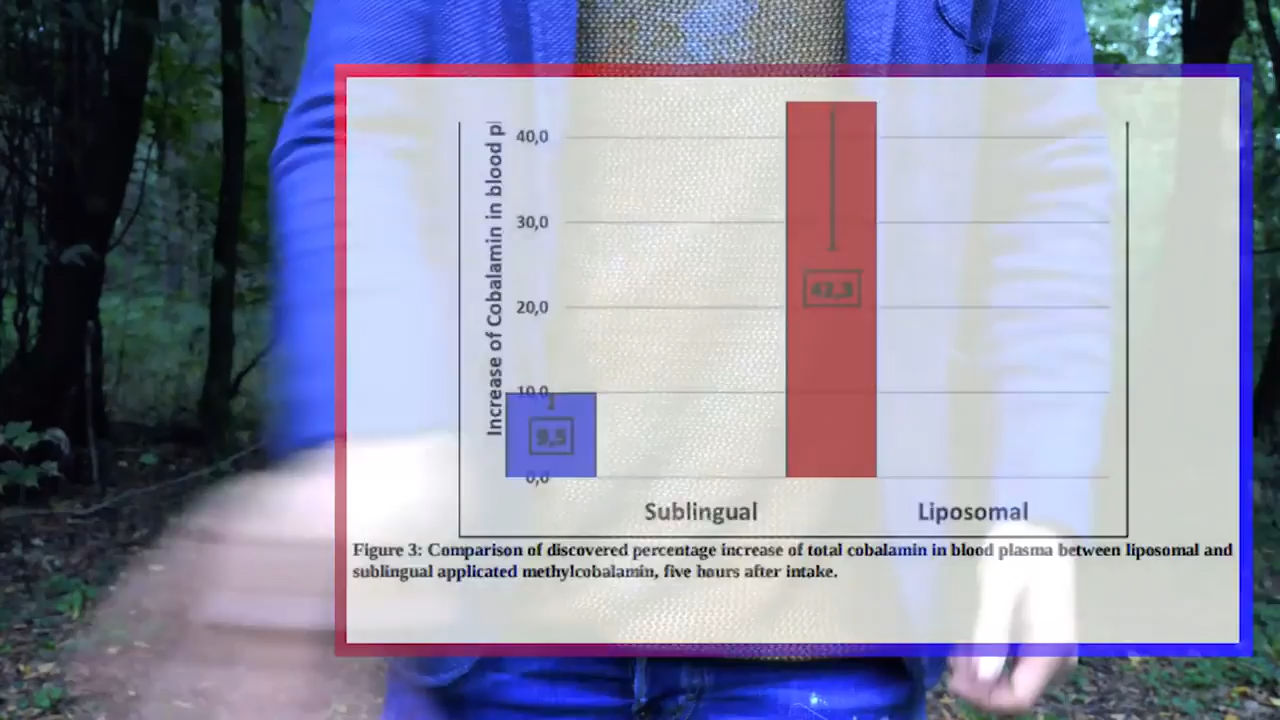 Increase of Cobalamin in blood p
40,0
30,0
20,0
10,0
0,0
9,5
42,3
Sublingual
Liposomal
Figure 3: Comparison of discovered percentage increase of total cobalamin in blood plasma between liposomal and
sublingual applicated methylcobalamin, five hours after intake.